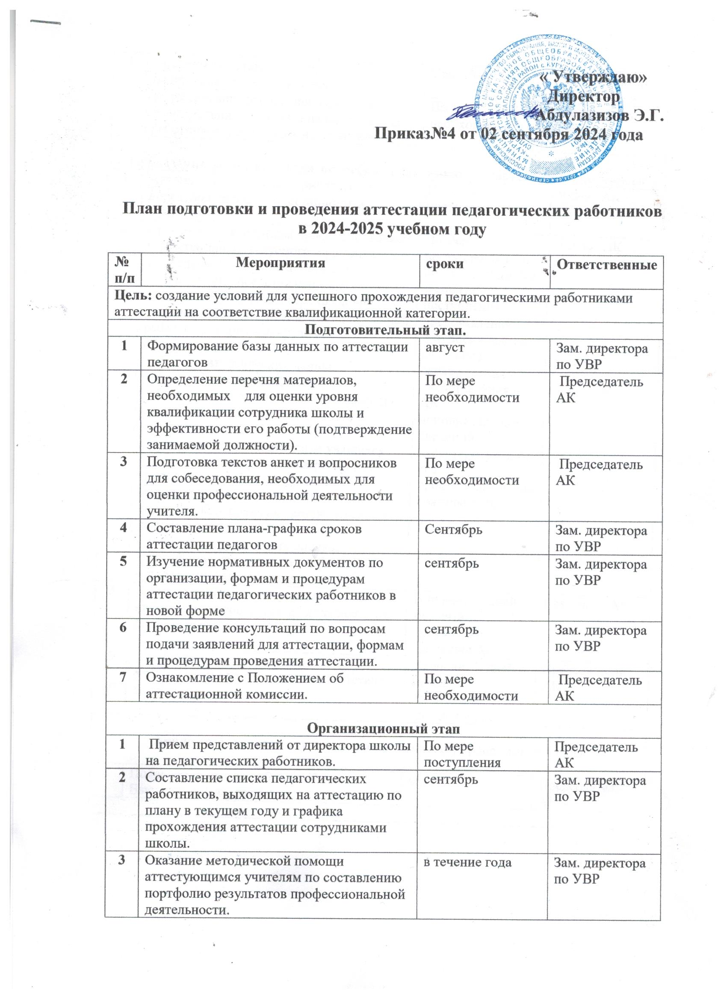 « Утверждаю»
Директор
Абдулазизов Э.Г.
Приказ№4 от 02 сентября 2024 года
План подготовки и проведения аттестации педагогических работников
в 2024-2025 учебном году
№ п/п Мероприятия сроки Ответственные
Цель: создание условий для успешного прохождения педагогическими работниками
аттестации на соответствие квалификационной категории.
Подготовительный этап.
1 Формирование базы данных по аттестации август Зам. директора
педагогов по УВР
2 Определение перечня материалов, По мере Председатель
необходимых для оценки уровня необходимости АК
квалификации сотрудника школы и
эффективности его работы (подтверждение
занимаемой должности).
3 Подготовка текстов анкет и вопросников По мере Председатель
для собеседования, необходимых для необходимости АК
оценки профессиональной деятельности
учителя.
4 Составление плана-графика сроков Сентябрь Зам. директора
аттестации педагогов по УВР
5 Изучение нормативных документов по сентябрь Зам. директора
организации, формам и процедурам по УВР
аттестации педагогических работников в
новой форме
6 Проведение консультаций по вопросам сентябрь Зам. директора
подачи заявлений для аттестации, формам по УВР
и процедурам проведения аттестации.
7 Ознакомление с Положением об По мере Председатель
аттестационной комиссии. необходимости АК
Организационный этап
1 Прием представлений от директора школы По мере Председатель
на педагогических работников. поступления АК
2 Составление списка педагогических сентябрь Зам. директора
работников, выходящих на аттестацию по по УВР
плану в текущем году и графика
прохождения аттестации сотрудниками
школы.
3 Оказание методической помощи в течение года Зам. директора
аттестующимся учителям по составлению по УВР
портфолио результатов профессиональной
деятельности.